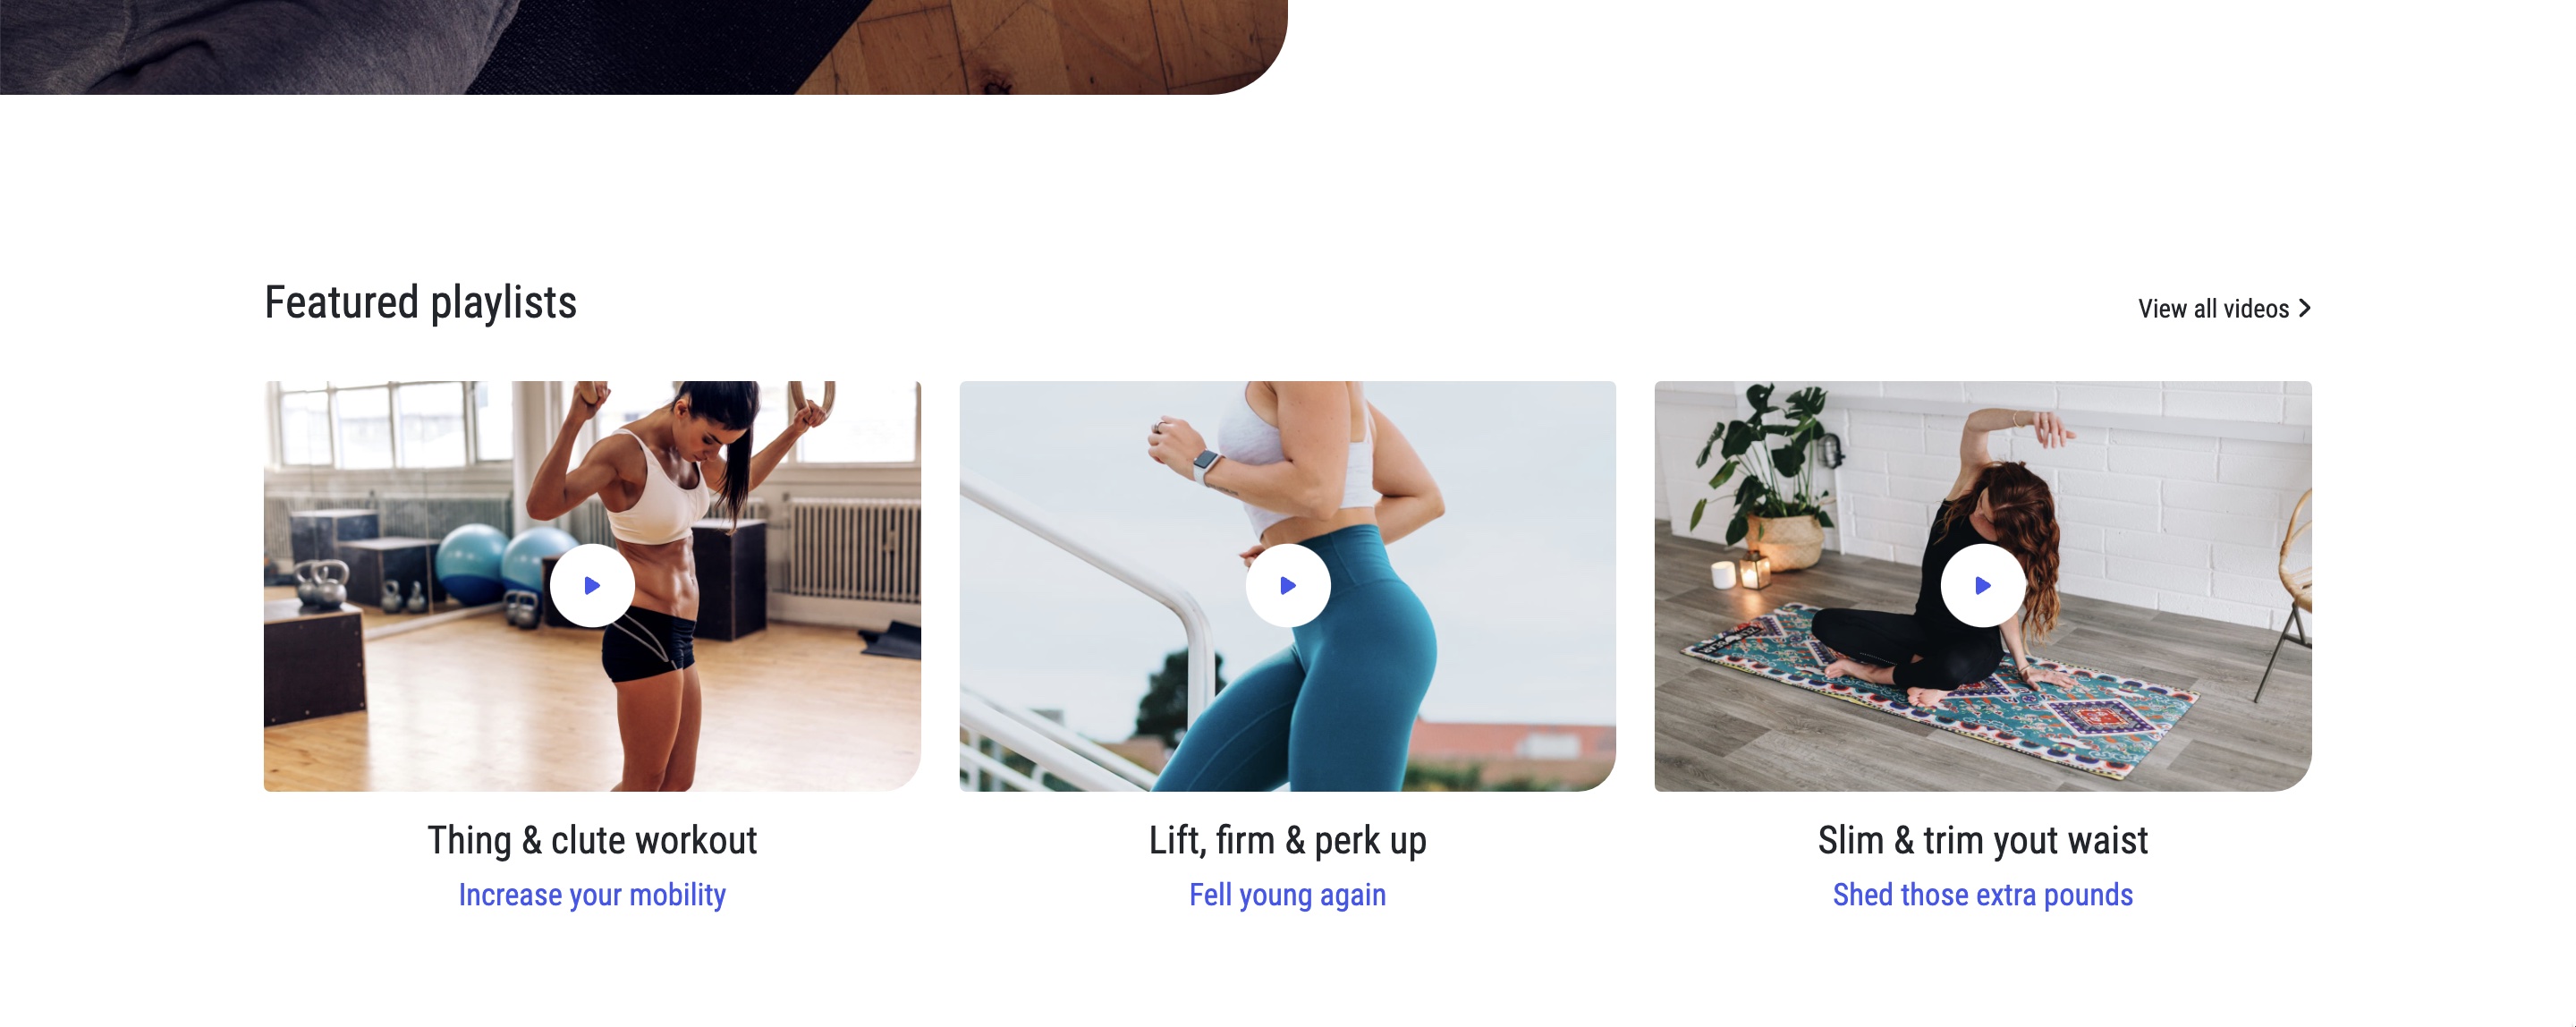 Featured playlists
View all videos
Thing & clute workout
Increase your mobility
Lift, firm & perk up
Fell young again
Slim & trim yout waist
Shed those extra pounds